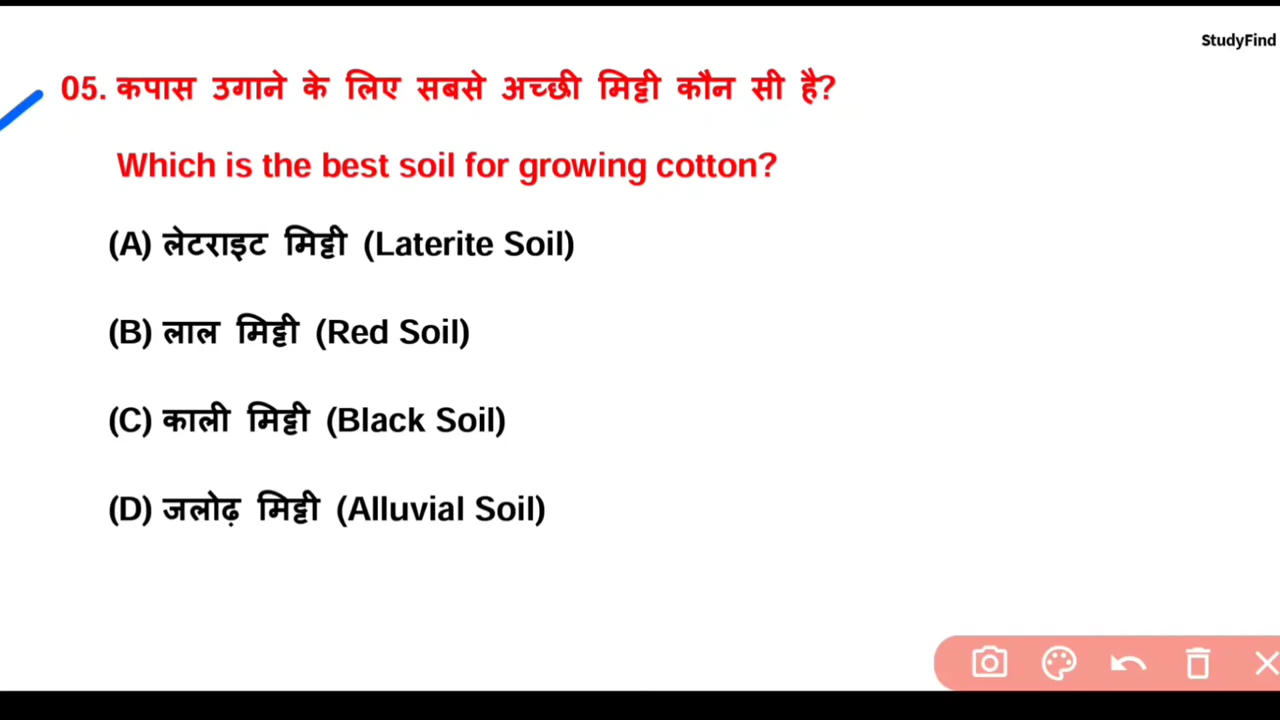 StudyFind
05. कपास उगाने के लिए सबसे अच्छी मिट्टी कौन सी है?
Which is the best soil for growing cotton?
(A) लेटराइट मिट्टी (Laterite Soil)
(B) लाल मिट्टी (Red Soil)
(C) काली मिट्टी (Black Soil)
(D) जलोढ़ मिट्टी (Alluvial Soil)